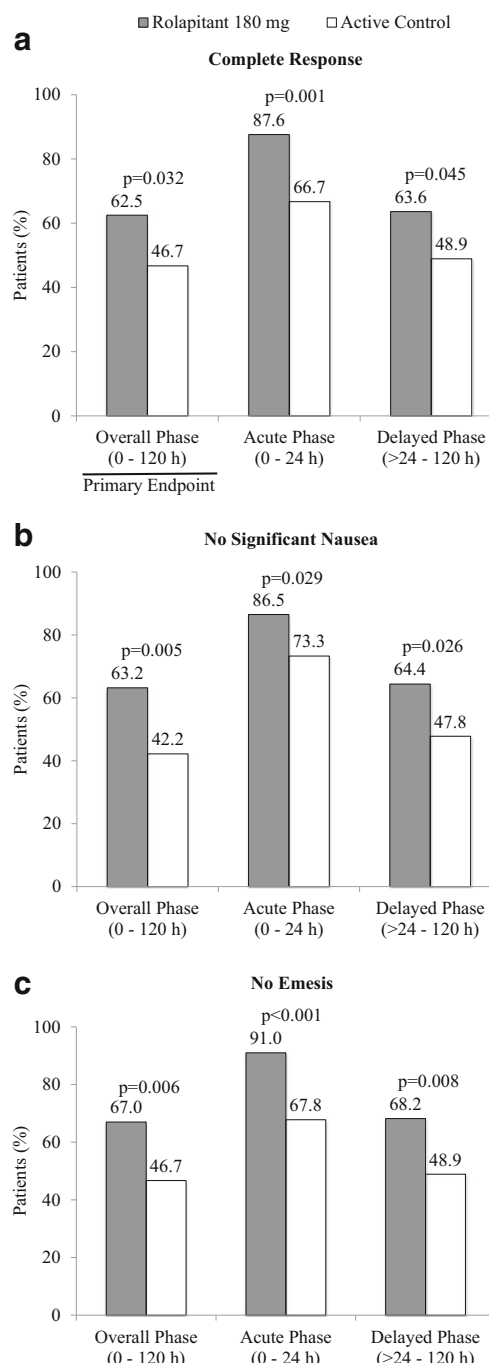 Rolapitant 180 mg Active Control
a
Complete Response
100
80
60
40
20
0
Patients (%)
p=0.032
62.5
46.7
p=0.001
87.6
66.7
p=0.045
63.6
48.9
Overall Phase Acute Phase Delayed Phase
(0 - 120 h) (0 - 24 h) (>24 - 120 h)
Primary Endpoint
b
No Significant Nausea
100
80
60
40
20
0
Patients (%)
p=0.005
63.2
42.2
p=0.029
86.5
73.3
p=0.026
64.4
47.8
Overall Phase Acute Phase Delayed Phase
(0 - 120 h) (0 - 24 h) (>24 - 120 h)
c
No Emesis
100
80
60
40
20
0
Patients (%)
p=0.006
67.0
46.7
p<0.001
91.0
67.8
p=0.008
68.2
48.9
Overall Phase Acute Phase Delayed Phase
(0 - 120 h) (0 - 24 h) (>24 - 120 h)